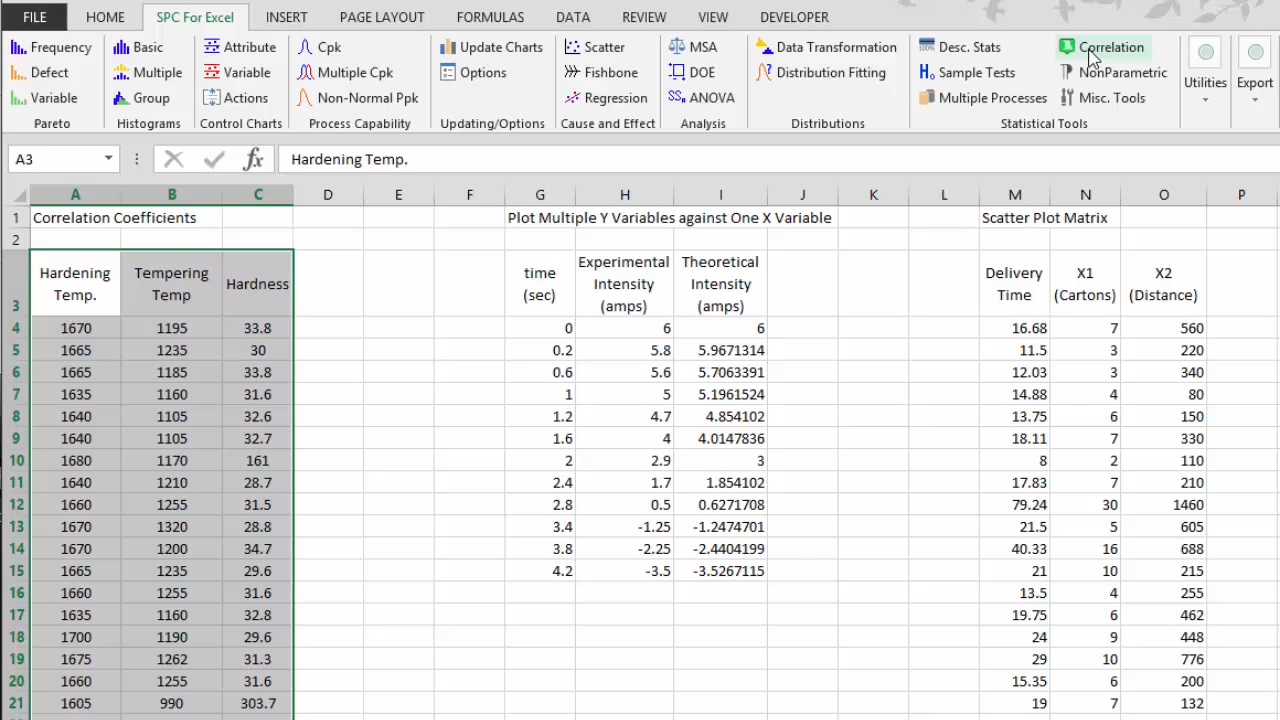 FILE HOME SPC For Excel INSERT PAGE LAYOUT FORMULAS DATA REVIEW VIEW DEVELOPER
Frequency Basic Attribute Cpk Update Charts Scatter MSA Data Transformation Desc. Stats Correlation
Defect Multiple Variable Multiple Cpk Options Fishbone DOE Distribution Fitting Sample Tests NonParametric Utilities Export
Variable Group Actions Non-Normal Ppk Regression ANOVA Multiple Processes Misc. Tools
Pareto Histograms Control Charts Process Capability Updating/Options Cause and Effect Analysis Distributions Statistical Tools
A3 fx Hardening Temp.
A B C D E F G H I J K L M N O P
1 Correlation Coefficients Plot Multiple Y Variables against One X Variable Scatter Plot Matrix
2
Experimental Theoretical
Hardening Tempering Hardness time Intensity Intensity Delivery X1 X2
Temp. Temp (sec) Time (Cartons) (Distance)
3 (amps) (amps)
4 1670 1195 33.8 0 6 6 16.68 7 560
5 1665 1235 30 0.2 5.8 5.9671314 11.5 3 220
6 1665 1185 33.8 0.6 5.6 5.7063391 12.03 3 340
7 1635 1160 31.6 1 5 5.1961524 14.88 4 80
8 1640 1105 32.6 1.2 4.7 4.854102 13.75 6 150
9 1640 1105 32.7 1.6 4 4.0147836 18.11 7 330
10 1680 1170 161 2 2.9 3 8 2 110
11 1640 1210 28.7 2.4 1.7 1.854102 17.83 7 210
12 1660 1255 31.5 2.8 0.5 0.6271708 79.24 30 1460
13 1670 1320 28.8 3.4 -1.25 -1.2474701 21.5 5 605
14 1670 1200 34.7 3.8 -2.25 -2.4404199 40.33 16 688
15 1665 1235 29.6 4.2 -3.5 -3.5267115 21 10 215
16 1660 1255 31.6 13.5 4 255
17 1635 1160 32.8 19.75 6 462
18 1700 1190 29.6 24 9 448
19 1675 1262 31.3 29 10 776
20 1660 1255 31.6 15.35 6 200
21 1605 990 303.7 19 7 132